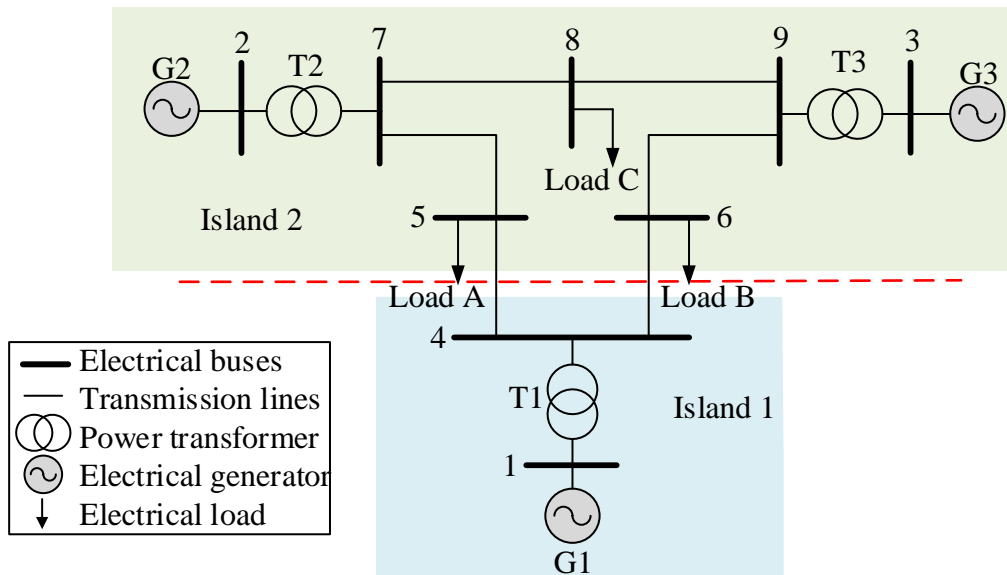 2
7
8
9
3
G2
T2
T3
G3
Load C
Island 2
5
6
Load A
Load B
4
Electrical buses
Transmission lines
T1
Island 1
Power transformer
1
Electrical generator
Electrical load
G1